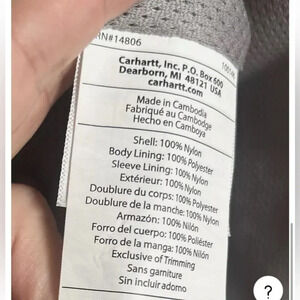 RN#14806
Carhartt, Inc. P.O. Box 600
Dearborn, MI 48121 USA
carhartt.com
Made in Cambodia
Fabriqué au Cambodge
Hecho en Camboya
Shell: 100% Nylon
Body Lining: 100% Polyester
Sleeve Lining: 100% Nylon
Extérieur: 100% Nylon
Doublure du corps: 100% Polyester
Doublure de la manche: 100% Nylon
Armazón: 100% Nilón
Forro del cuerpo: 100% Poliéster
Forro de la manga: 100% Nilón
Exclusive of Trimming
Sans garniture
Sin incluir adorno
?